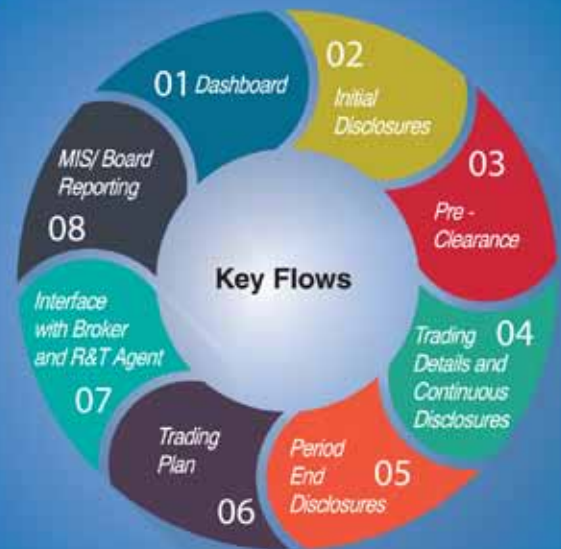 Key Flows
01 Dashboard
02
Initial
Disclosures
03
Pre -
Clearance
Trading 04
Details and
Continuous
Disclosures
Period
End 05
Disclosures
Trading
Plan
06
Interface
with Broker
and R&T Agent
07
MIS/ Board
Reporting
08